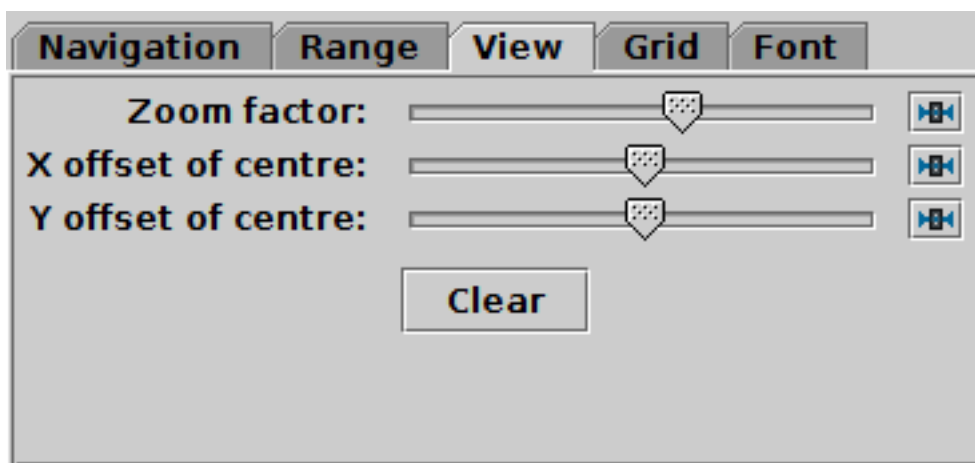 Navigation Range View Grid Font
Zoom factor:
X offset of centre:
Y offset of centre:
Clear